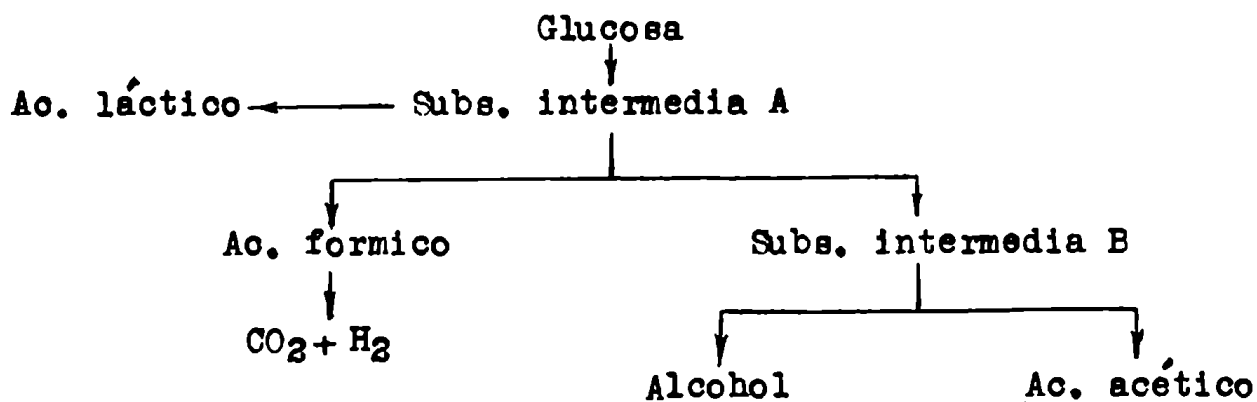 Glucosa
Ac. láctico Subs. intermedia A
Ac. formico Subs. intermedia B
CO2 + H2
Alcohol Ac. acético